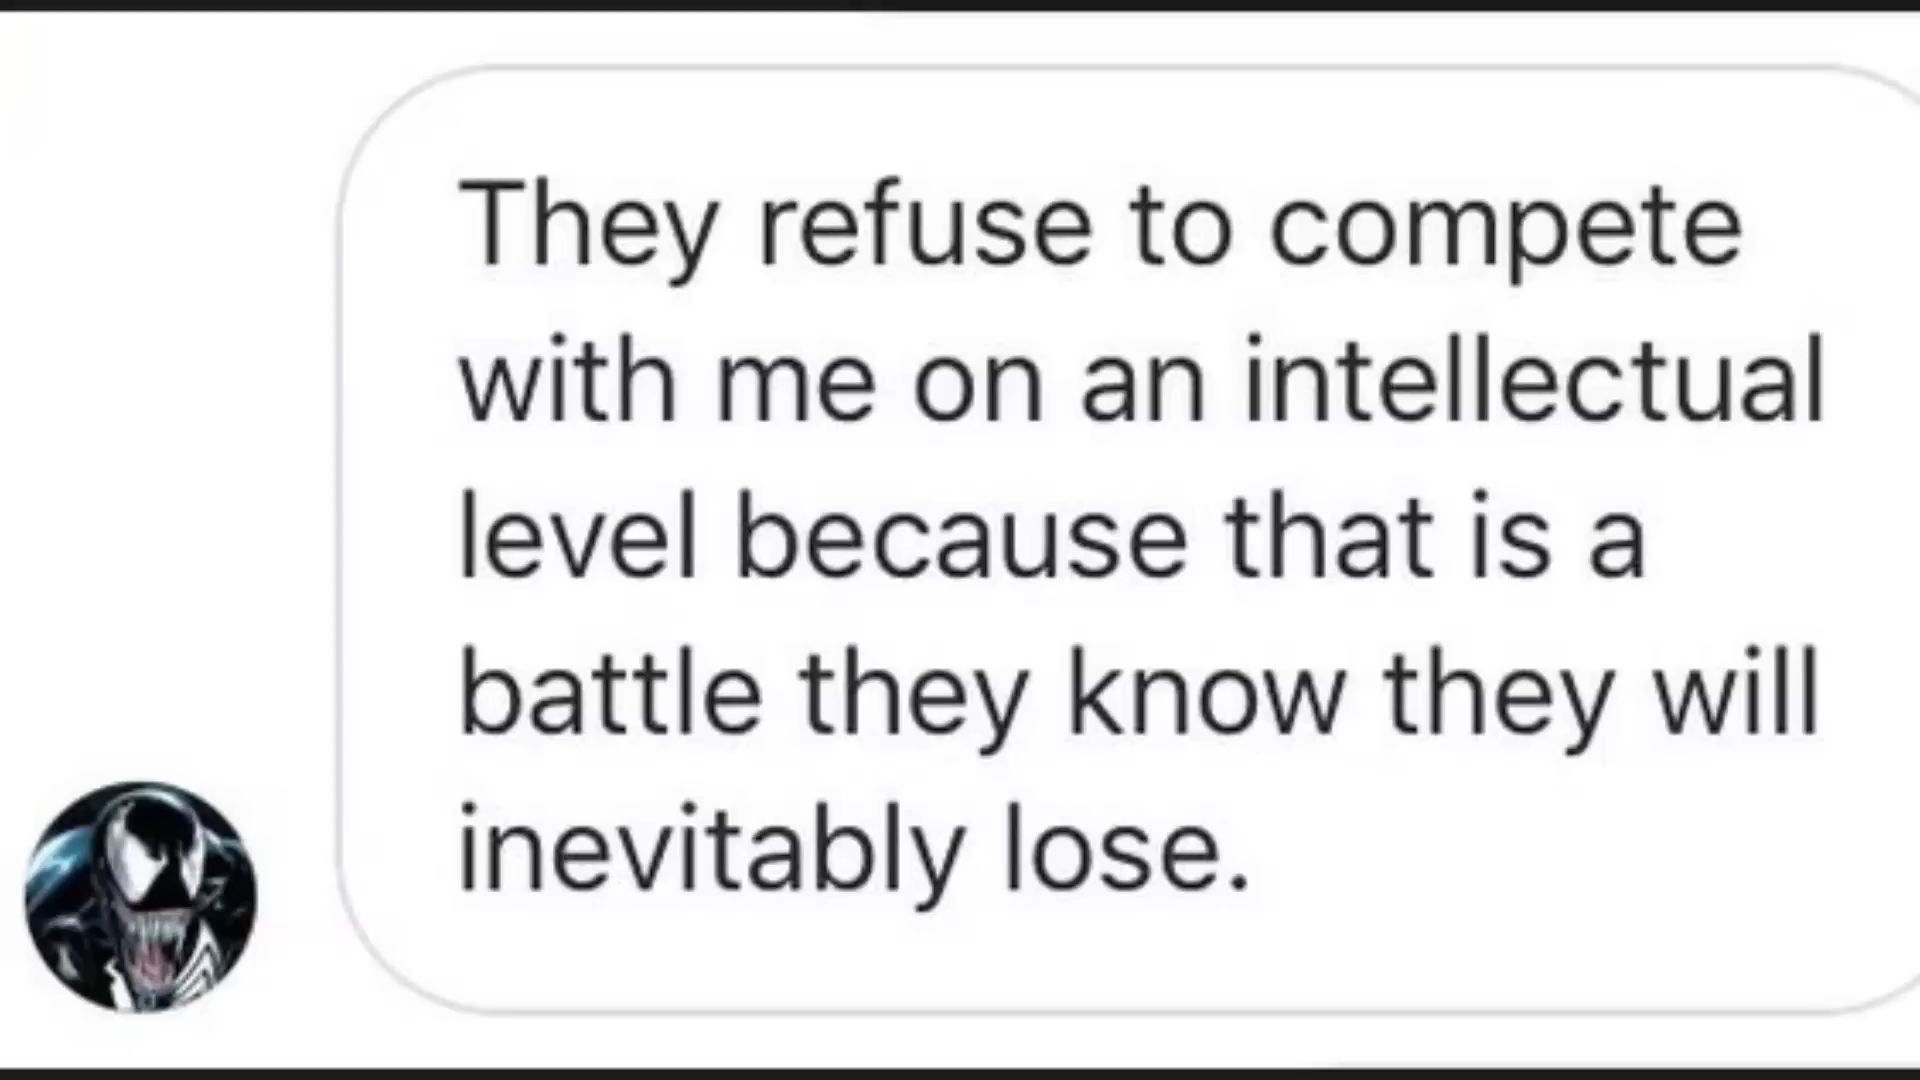 They refuse to compete
with me on an intellectual
level because that is a
battle they know they will
inevitably lose.